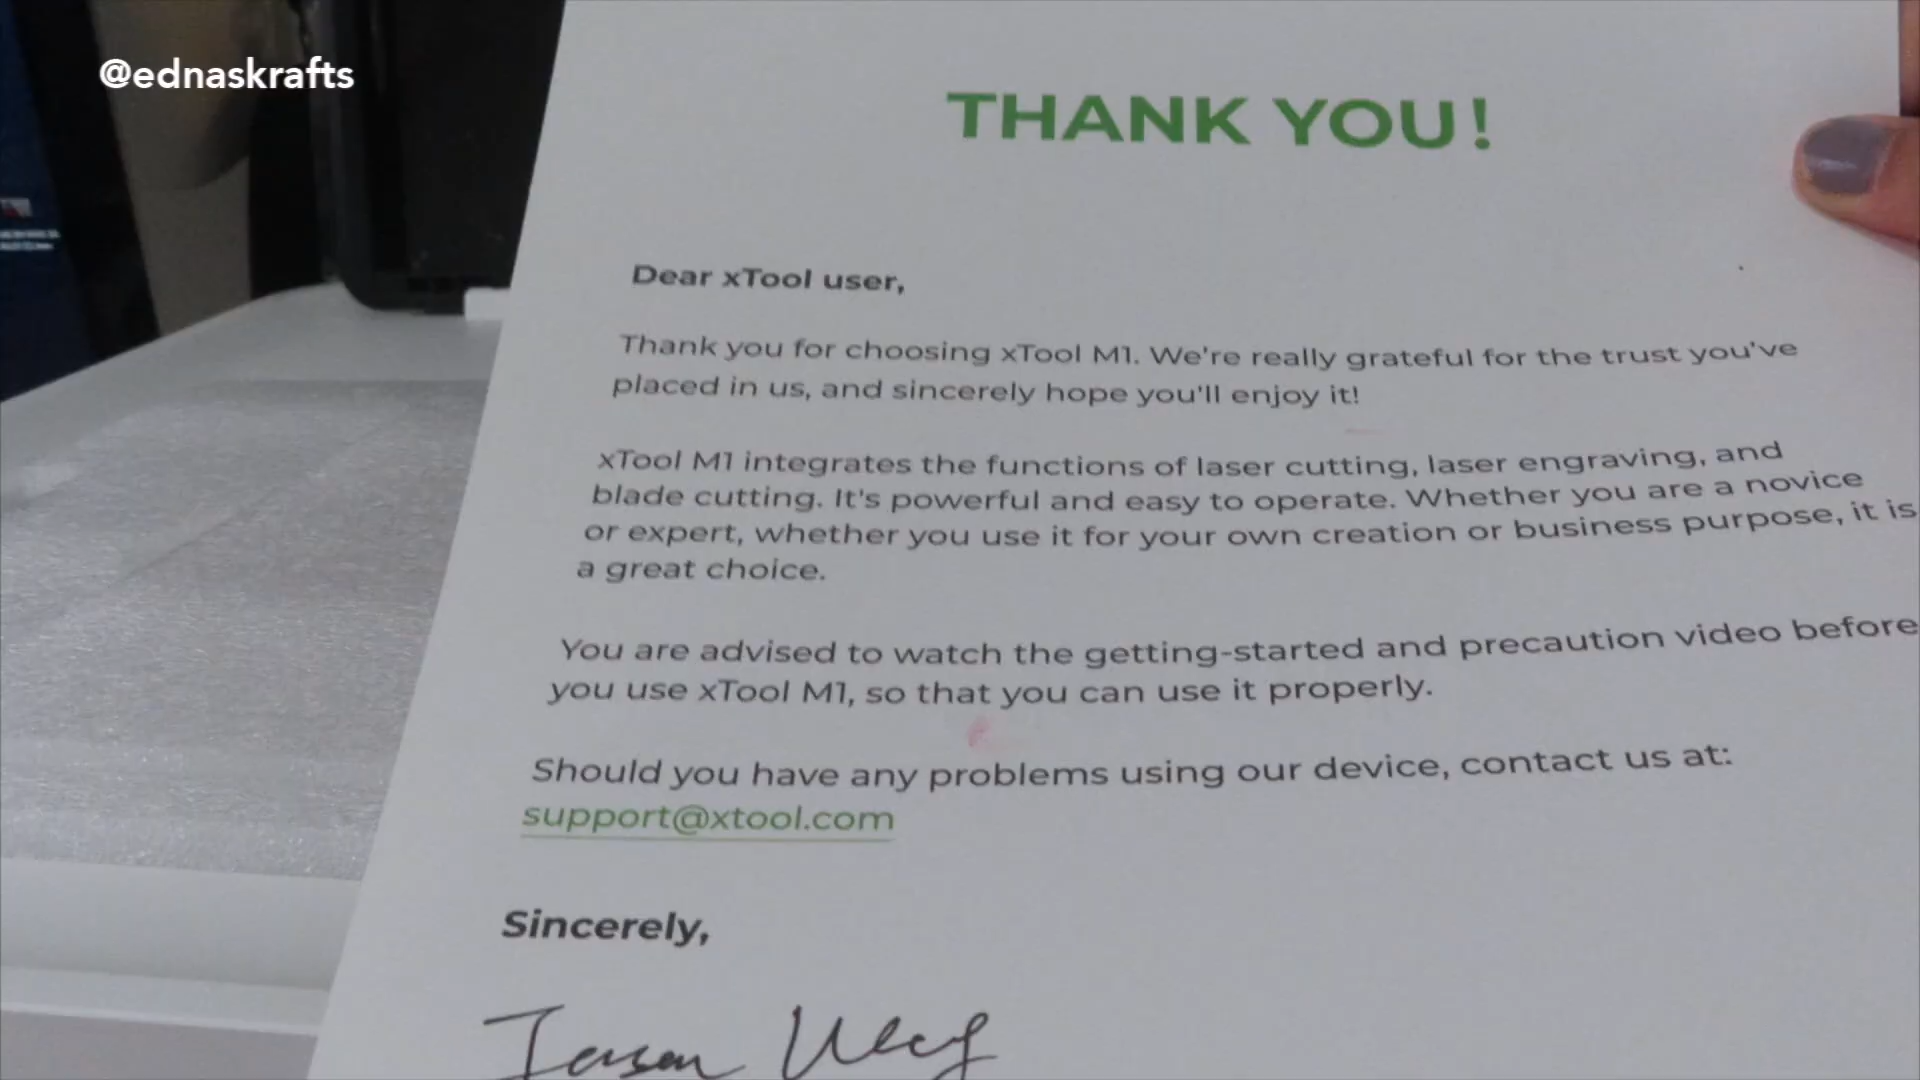 @ednaskrafts
THANK YOU!
Dear xTool user,
Thank you for choosing xTool M1. We're really grateful for the trust you've
placed in us, and sincerely hope you'll enjoy it!
xTool M1 integrates the functions of laser cutting, laser engraving, and
blade cutting. It's powerful and easy to operate. Whether you are a novice
or expert, whether you use it for your own creation or business purpose, it is
a great choice.
You are advised to watch the getting-started and precaution video before
you use xTool M1, so that you can use it properly.
Should you have any problems using our device, contact us at:
support@xtool.com
Sincerely,
Jasen